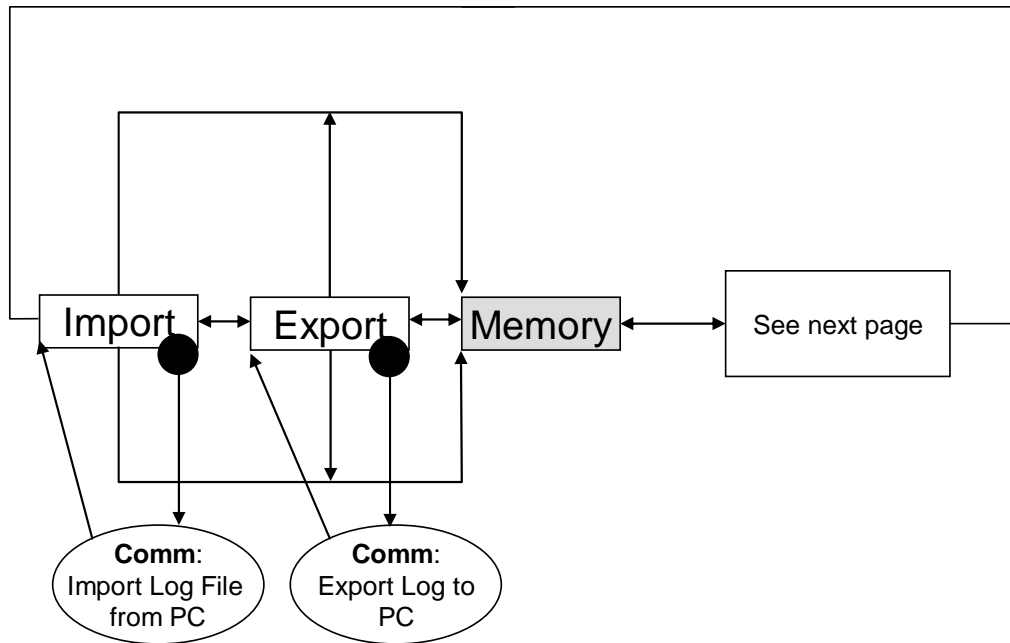 Import
Export
Memory
See next page
Comm:
Import Log File
from PC
Comm:
Export Log to
PC